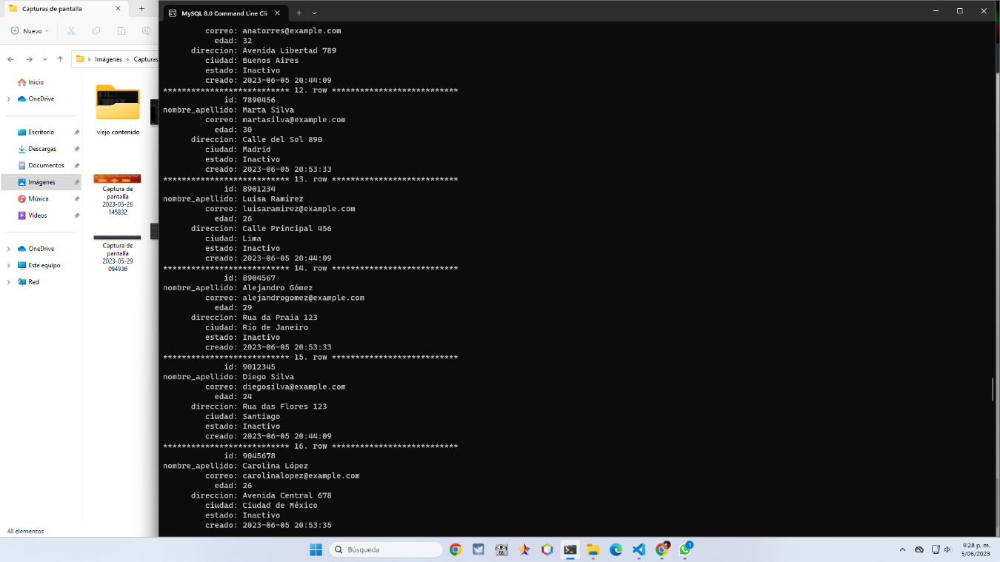 Capturas de pantalla
MySQL 8.0 Command Line Cli
Nuevo
Imágenes
Capturas
Inicio
OneDrive
Escritorio
Descargas
Documentos
Imágenes
Música
Vídeos
OneDrive
Este equipo
Red
viejo contenido
Captura de
pantalla
2023-05-26
145832
Captura de
pantalla
2023-05-29
094936
48 elementos
correo: anatorres@example.com
edad: 32
direccion: Avenida Libertad 789
ciudad: Buenos Aires
estado: Inactivo
creado: 2023-06-05 20:44:09
*************************** 12. row ***************************
id: 7890456
nombre_apellido: Marta Silva
correo: martasilva@example.com
edad: 30
direccion: Calle del Sol 890
ciudad: Madrid
estado: Inactivo
creado: 2023-06-05 20:53:33
*************************** 13. row ***************************
id: 8901234
nombre_apellido: Luisa Ramírez
correo: luisaramirez@example.com
edad: 26
direccion: Calle Principal 456
ciudad: Lima
estado: Inactivo
creado: 2023-06-05 20:44:09
*************************** 14. row ***************************
id: 8904567
nombre_apellido: Alejandro Gómez
correo: alejandrogomez@example.com
edad: 29
direccion: Rua da Praia 123
ciudad: Río de Janeiro
estado: Inactivo
creado: 2023-06-05 20:53:33
*************************** 15. row ***************************
id: 9012345
nombre_apellido: Diego Silva
correo: diegosilva@example.com
edad: 24
direccion: Rua das Flores 123
ciudad: Santiago
estado: Inactivo
creado: 2023-06-05 20:44:09
*************************** 16. row ***************************
id: 9045678
nombre_apellido: Carolina López
correo: carolinalopez@example.com
edad: 26
direccion: Avenida Central 678
ciudad: Ciudad de México
estado: Inactivo
creado: 2023-06-05 20:53:35
Búsqueda
1
9:28 p. m.
5/06/2023